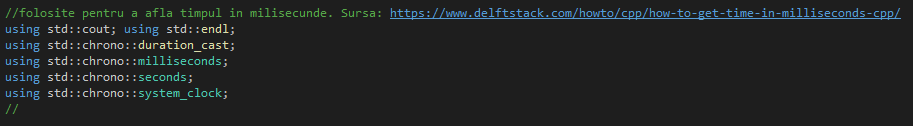 //folosite pentru a afla timpul in milisecunde. Sursa: https://www.delftstack.com/howto/cpp/how-to-get-time-in-milliseconds-cpp/
using std::cout; using std::endl;
using std::chrono::duration_cast;
using std::chrono::milliseconds;
using std::chrono::seconds;
using std::chrono::system_clock;
//